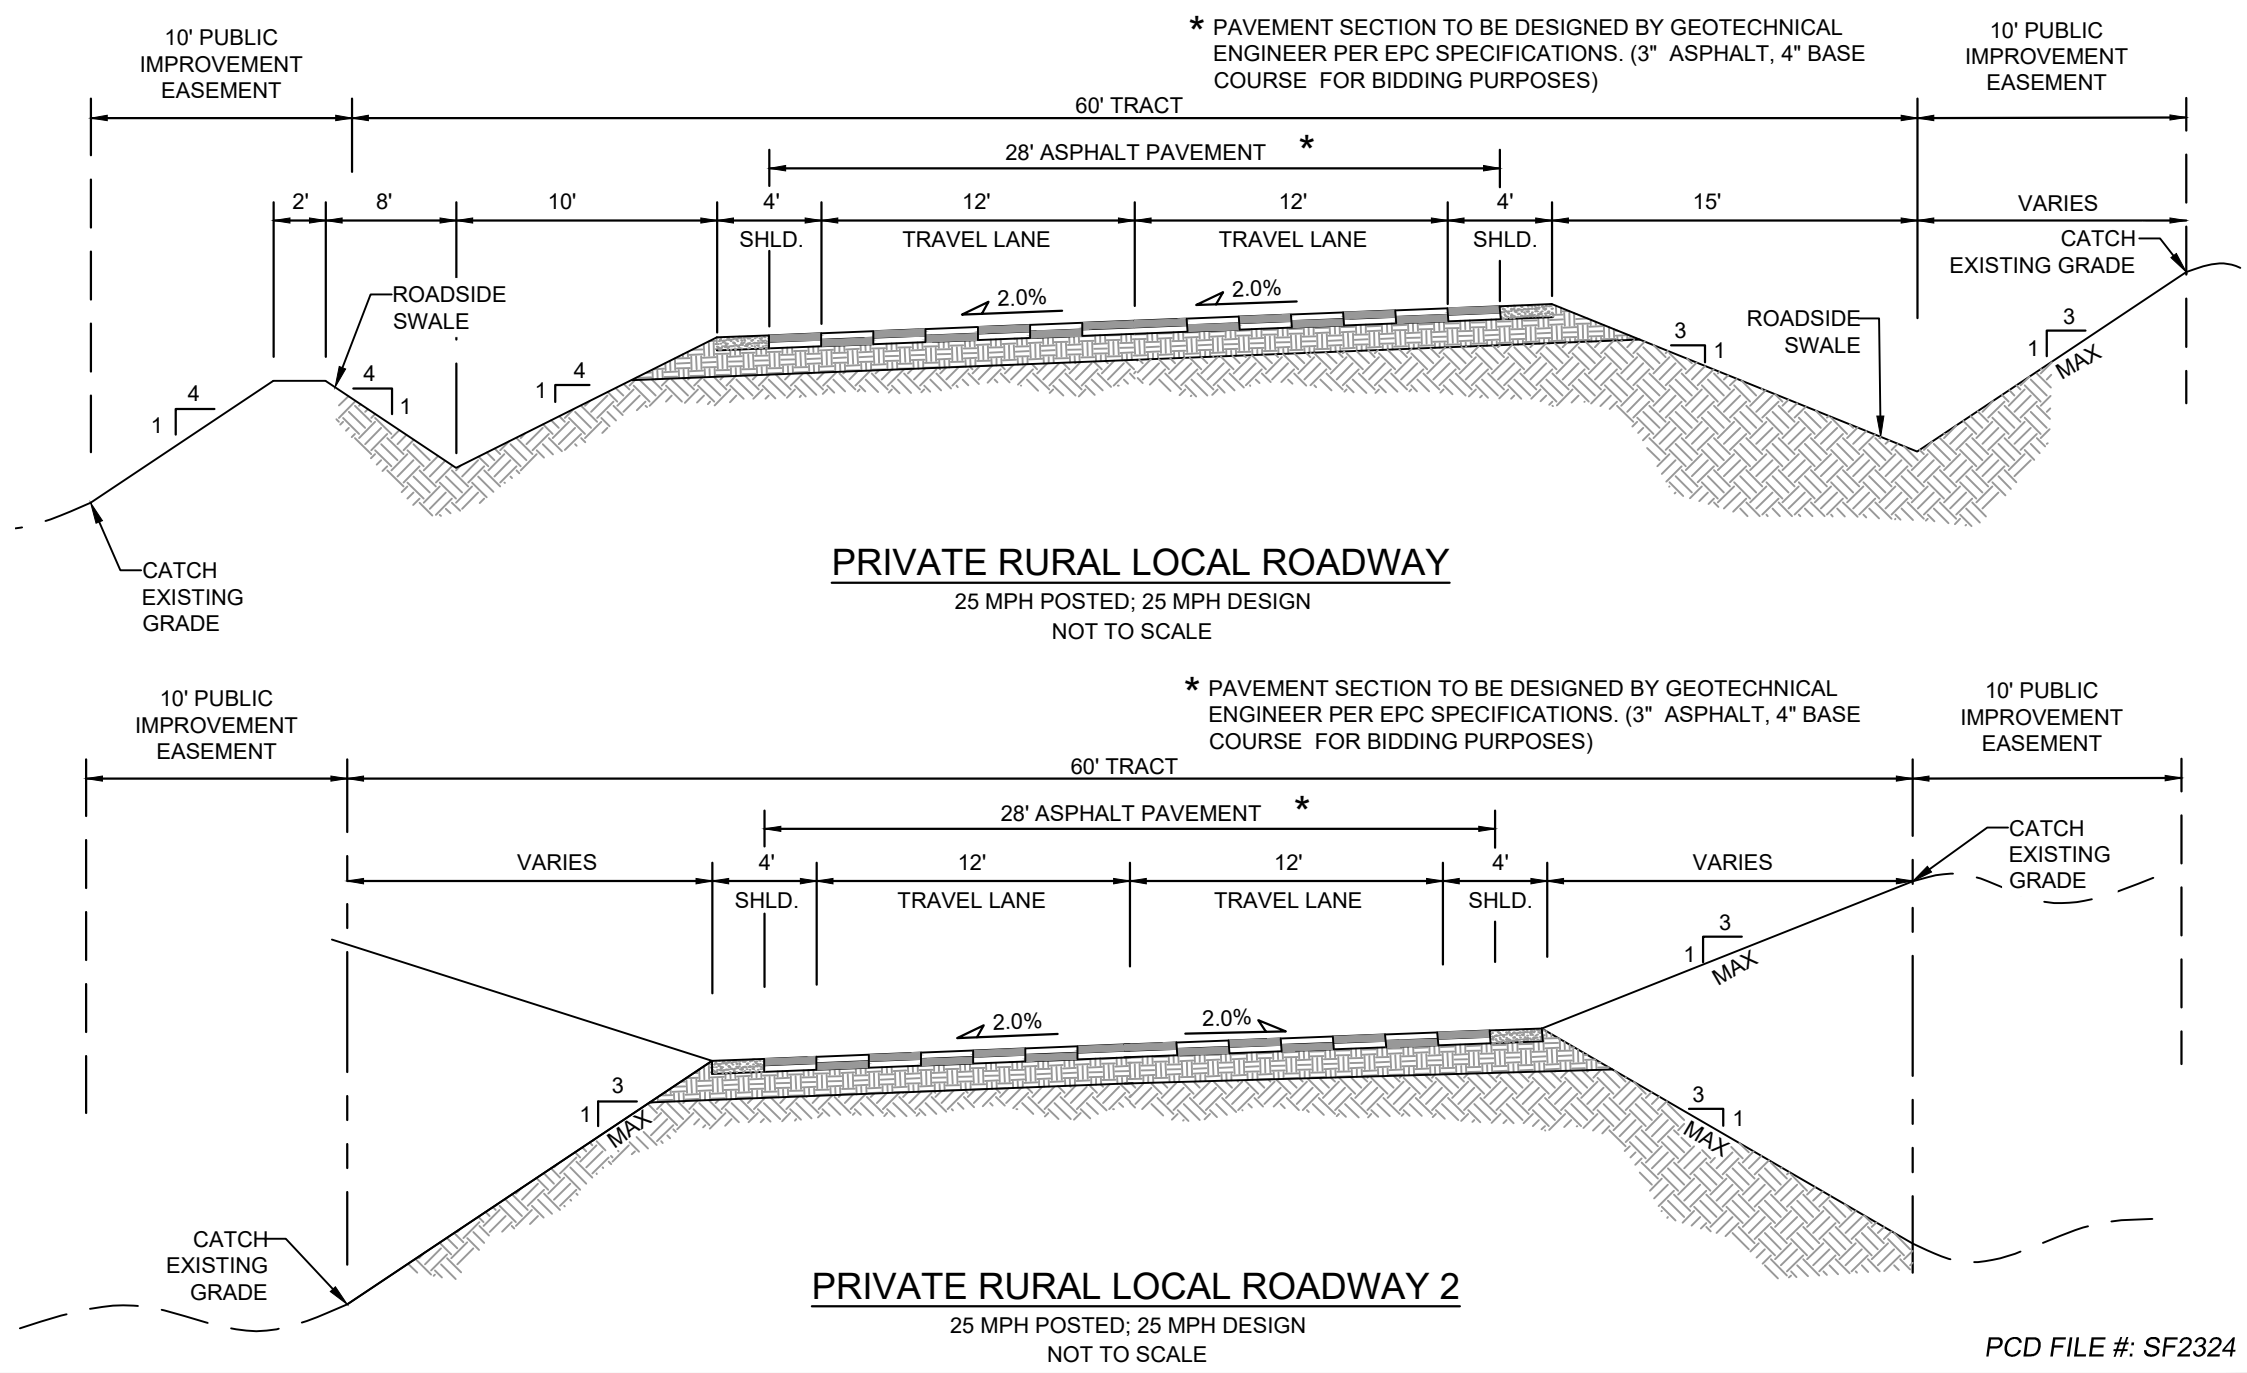 10' PUBLIC
IMPROVEMENT
EASEMENT
* PAVEMENT SECTION TO BE DESIGNED BY GEOTECHNICAL
ENGINEER PER EPC SPECIFICATIONS. (3" ASPHALT, 4" BASE
COURSE FOR BIDDING PURPOSES)
10' PUBLIC
IMPROVEMENT
EASEMENT
60' TRACT
28' ASPHALT PAVEMENT *
2'
8'
10'
4'
12'
12'
4'
15'
VARIES
SHLD.
TRAVEL LANE
TRAVEL LANE
SHLD.
CATCH
EXISTING GRADE
ROADSIDE
SWALE
2.0%
2.0%
ROADSIDE
SWALE
3
1
3
1
MAX
4
1
4
1
4
1
CATCH
EXISTING
GRADE
PRIVATE RURAL LOCAL ROADWAY
25 MPH POSTED; 25 MPH DESIGN
NOT TO SCALE
10' PUBLIC
IMPROVEMENT
EASEMENT
* PAVEMENT SECTION TO BE DESIGNED BY GEOTECHNICAL
ENGINEER PER EPC SPECIFICATIONS. (3" ASPHALT, 4" BASE
COURSE FOR BIDDING PURPOSES)
10' PUBLIC
IMPROVEMENT
EASEMENT
60' TRACT
28' ASPHALT PAVEMENT *
VARIES
4'
12'
12'
4'
VARIES
SHLD.
TRAVEL LANE
TRAVEL LANE
SHLD.
CATCH
EXISTING
GRADE
3
1
MAX
2.0%
2.0%
3
1
MAX
3
1
MAX
CATCH
EXISTING
GRADE
PRIVATE RURAL LOCAL ROADWAY 2
25 MPH POSTED; 25 MPH DESIGN
NOT TO SCALE
PCD FILE #: SF2324